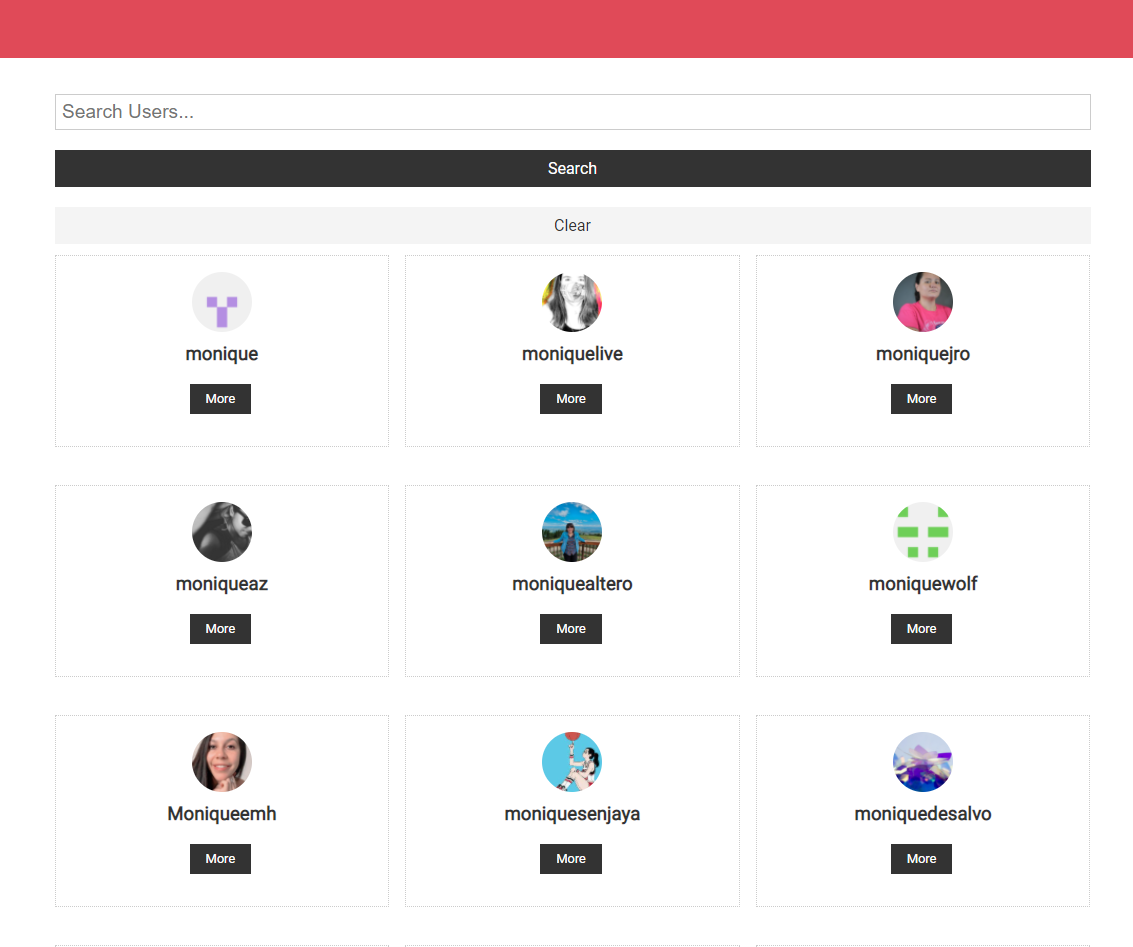 Search Users...
Search
Clear
monique
moniquelive
moniquejro
More
More
More
moniqueaz
moniquealtero
moniquewolf
More
More
More
Moniqueemh
moniquesenjaya
moniquedesalvo
More
More
More